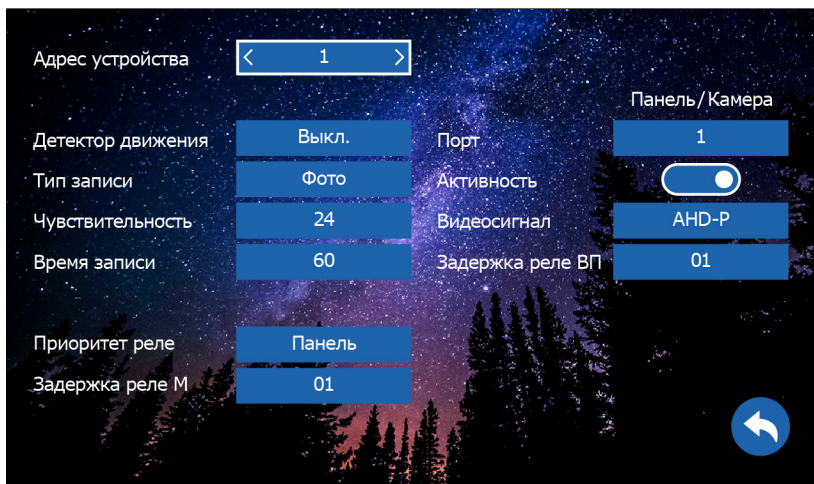 Адрес устройства < 1 >
Панель/Камера
Детектор движения Выкл. Порт 1
Тип записи Фото Активность
Чувствительность 24 Видеосигнал AHD-P
Время записи 60 Задержка реле ВП 01
Приоритет реле Панель
Задержка реле М 01